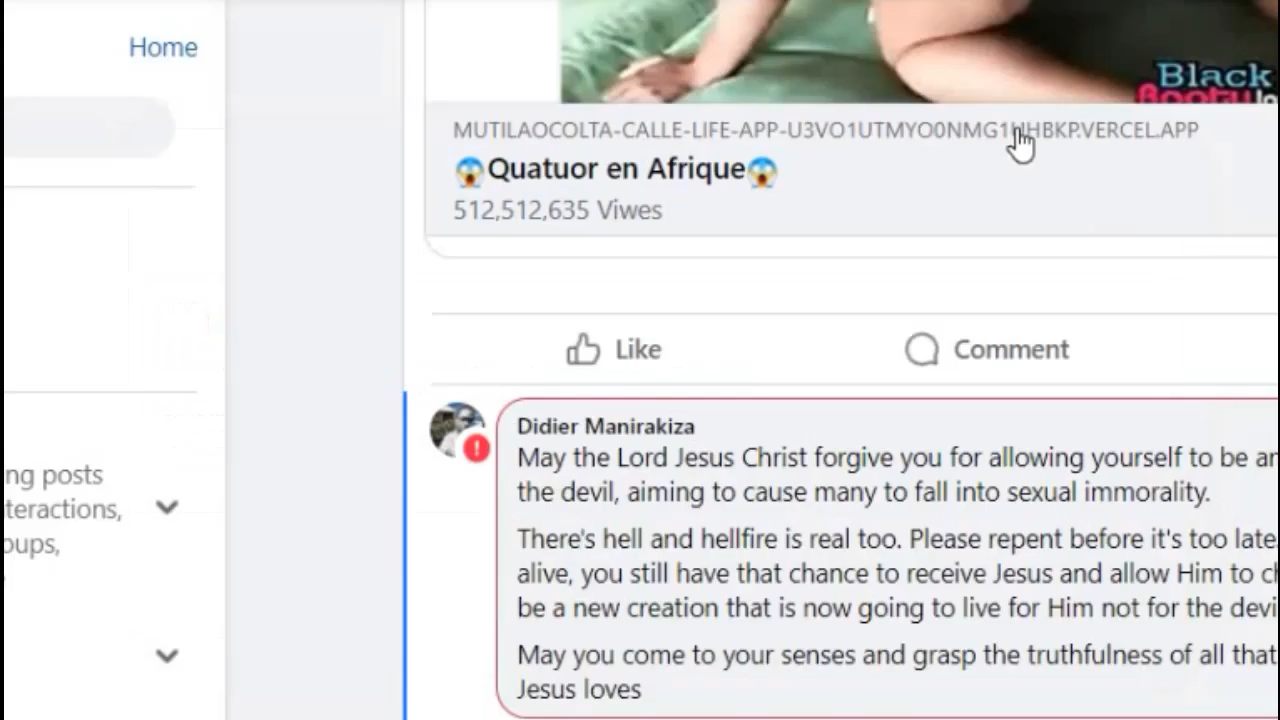 Home
Black
Booty lo
MUTILAOCOLTA-CALLE-LIFE-APP-U3VO1UTMYO0NMG1HHBKP.VERCEL.APP
😱Quatuor en Afrique😱
512,512,635 Viwes
Like
Comment
Didier Manirakiza
May the Lord Jesus Christ forgive you for allowing yourself to be an
the devil, aiming to cause many to fall into sexual immorality.
There's hell and hellfire is real too. Please repent before it's too late
alive, you still have that chance to receive Jesus and allow Him to ch
be a new creation that is now going to live for Him not for the devi
May you come to your senses and grasp the truthfulness of all that
Jesus loves
ng posts
teractions,
oups,